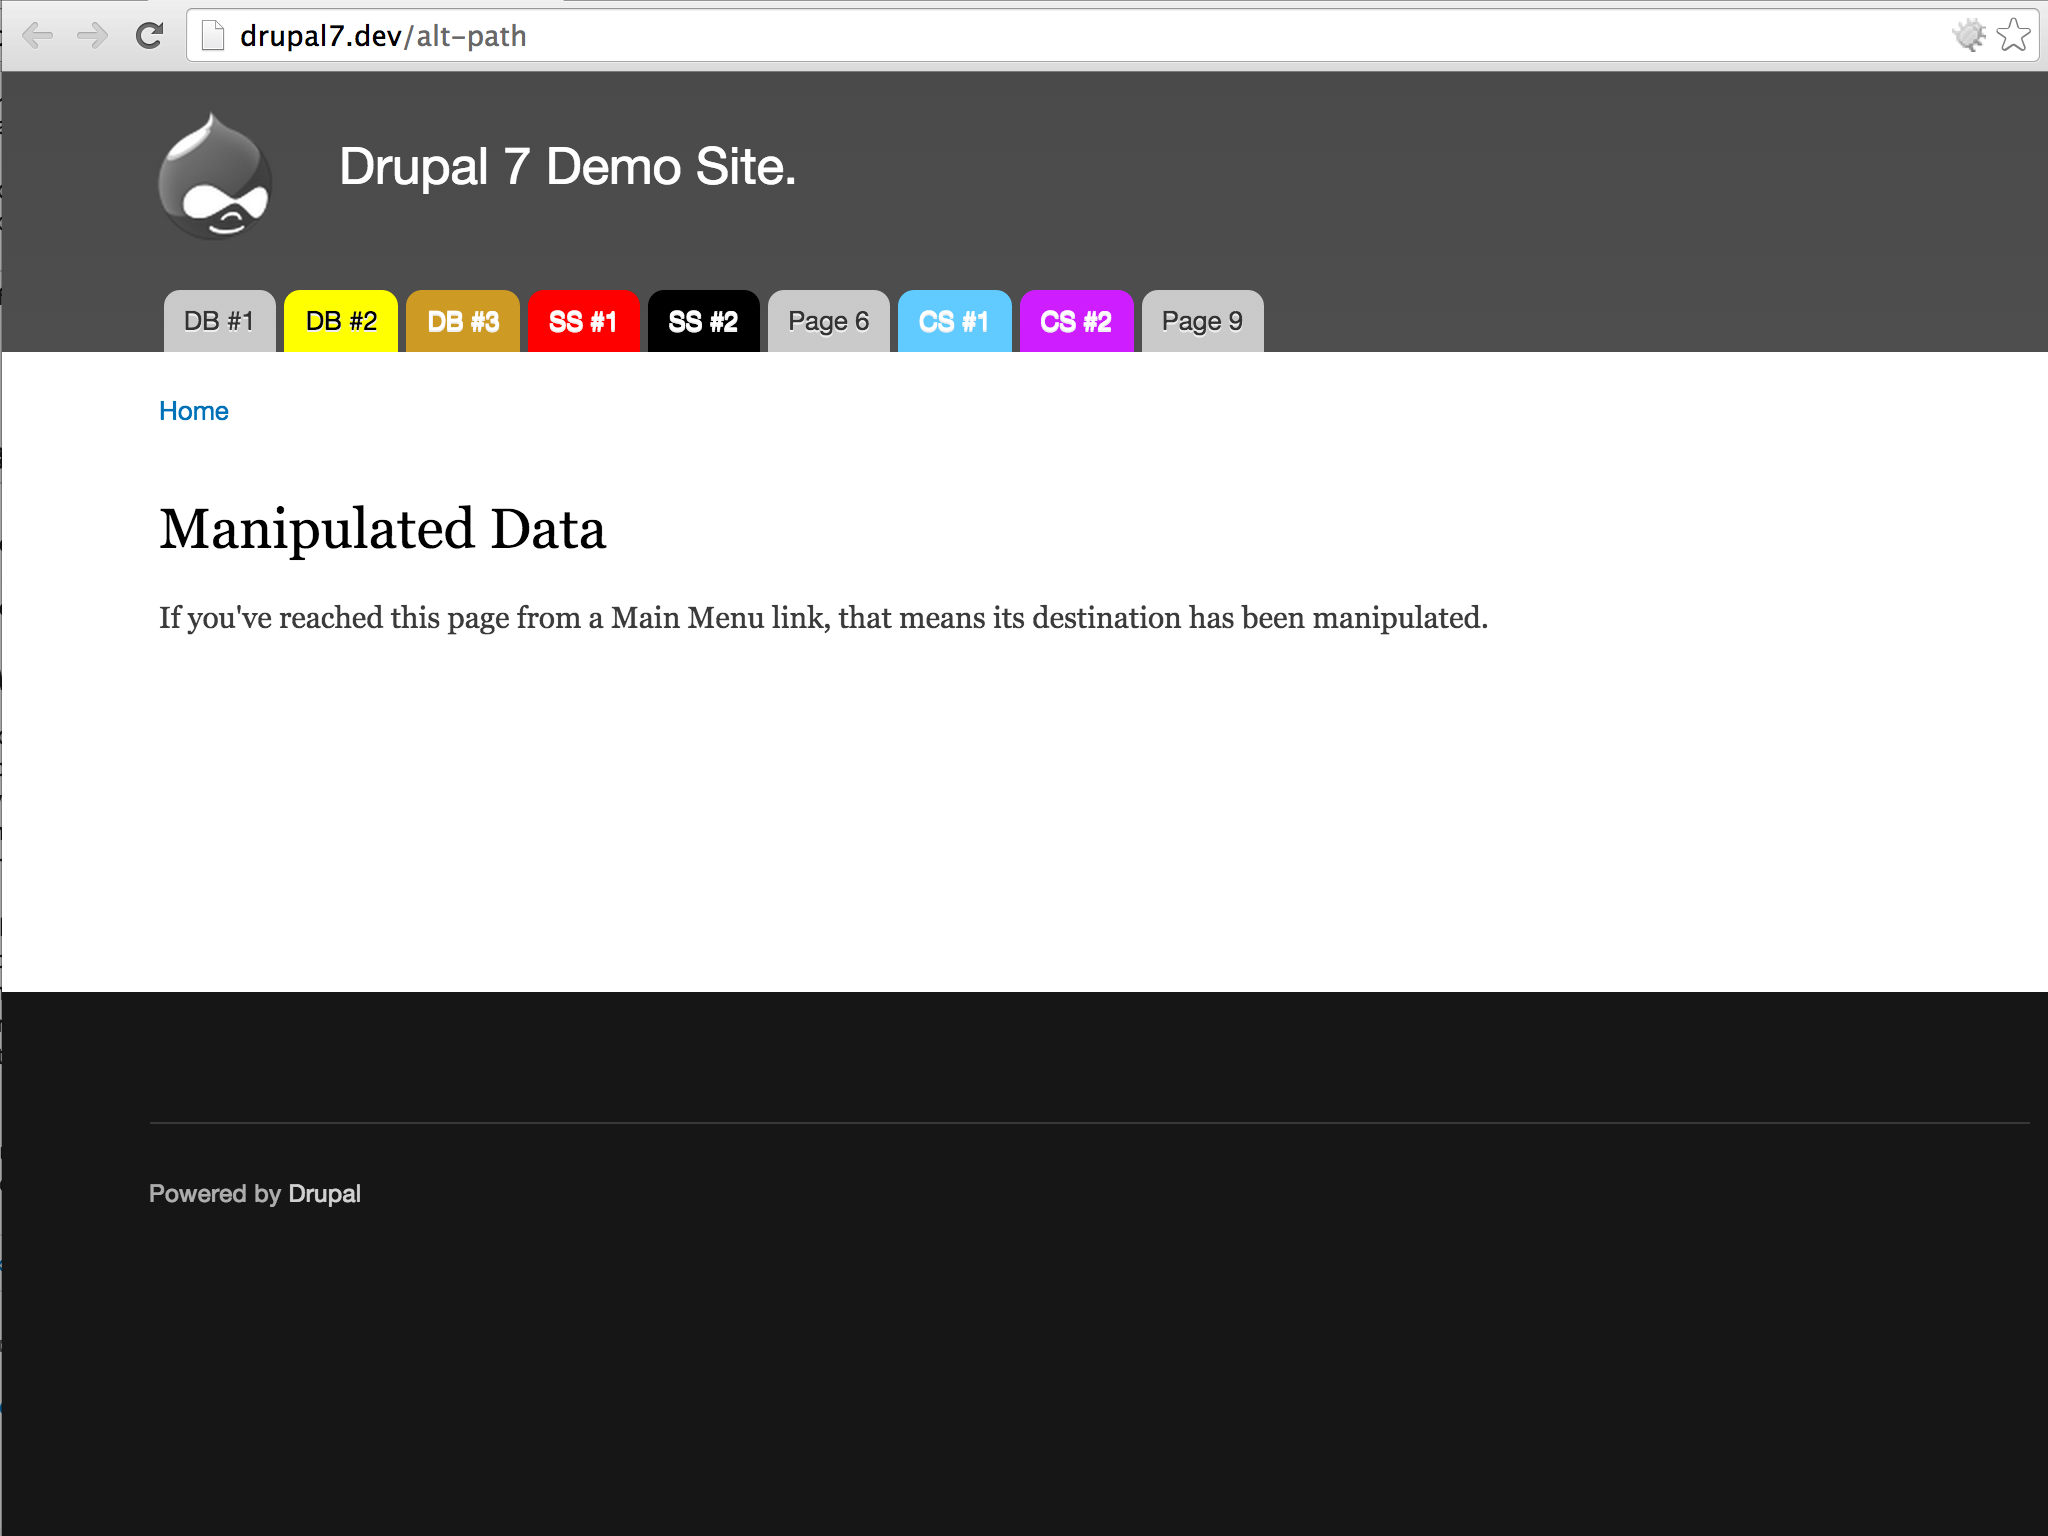 drupal7.dev/alt-path
Drupal 7 Demo Site.
DB #1 DB #2 DB #3 SS #1 SS #2 Page 6 CS #1 CS #2 Page 9
Home
Manipulated Data
If you've reached this page from a Main Menu link, that means its destination has been manipulated.
Powered by Drupal